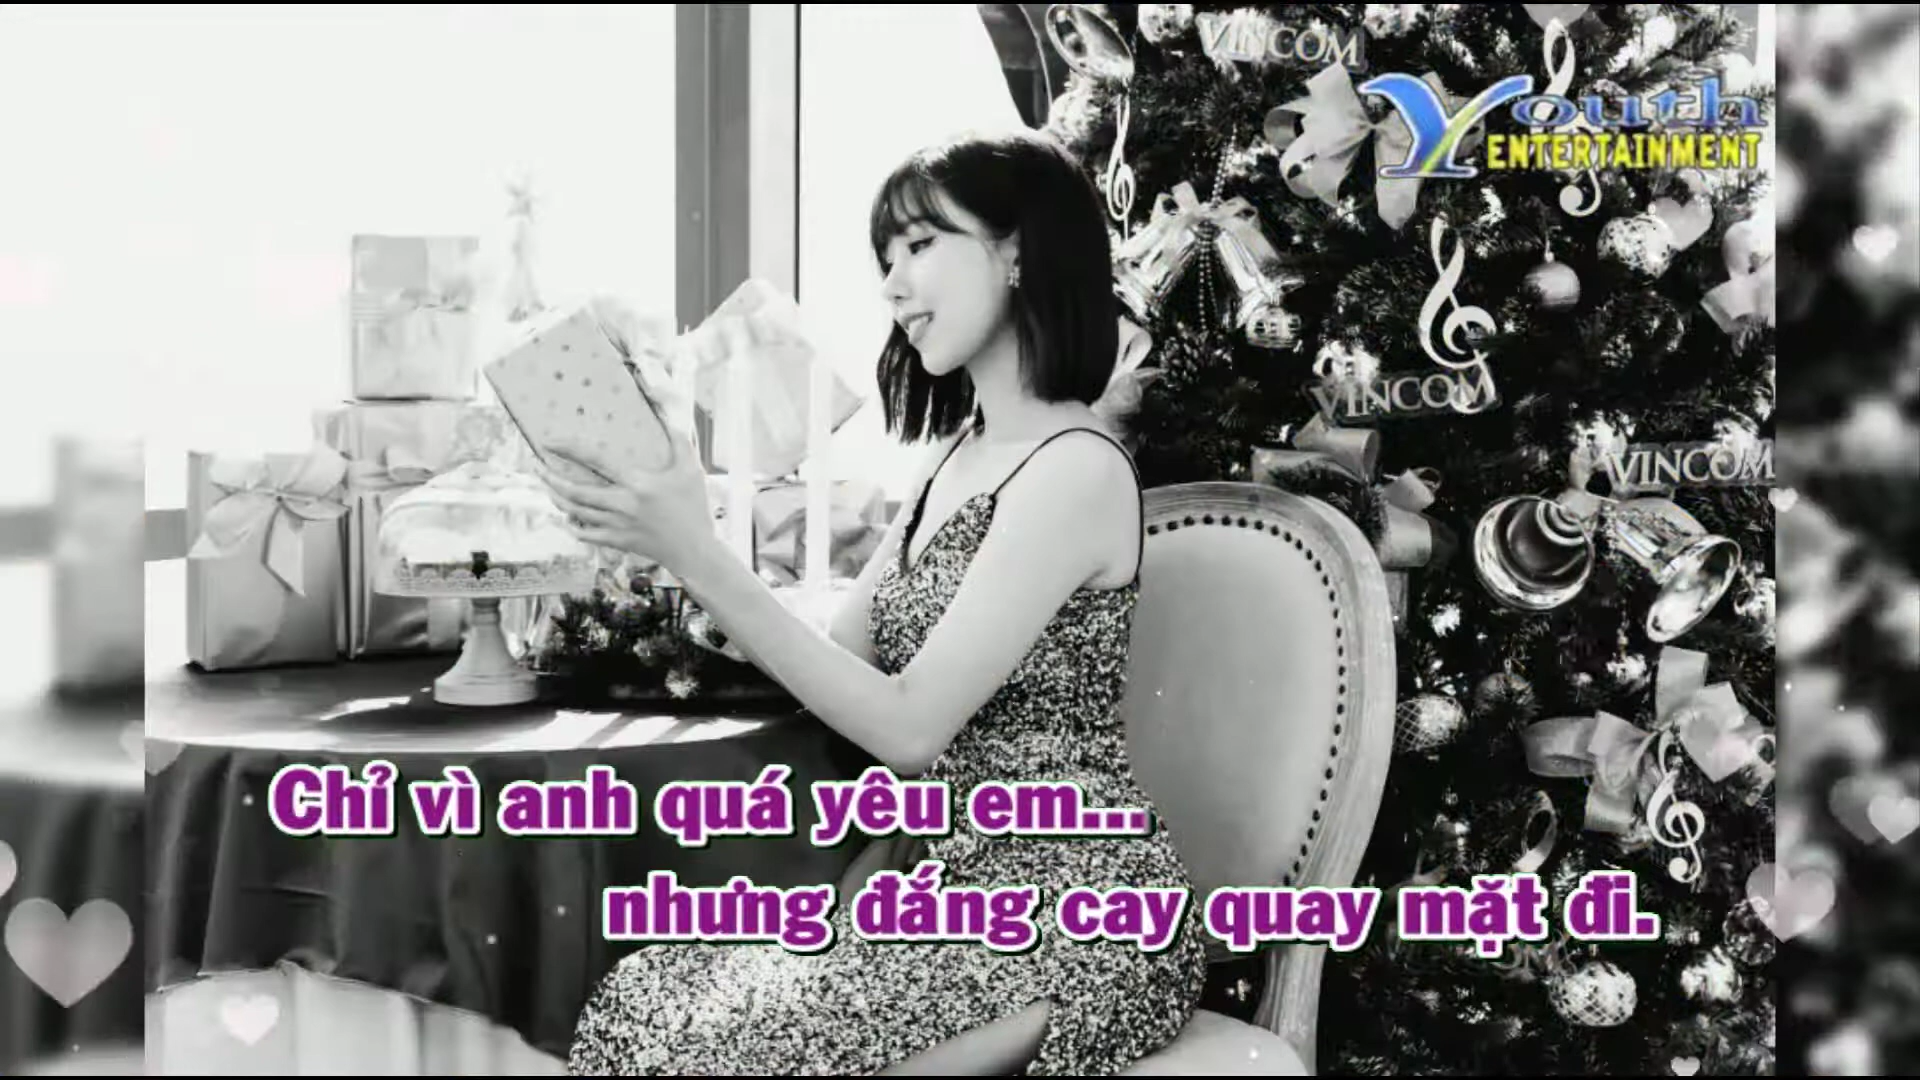 VINCOM
Youth
ENTERTAINMENT
VINCOM
VINCOM
Chỉ vì anh quá yêu em...
nhưng đắng cay quay mặt đi.